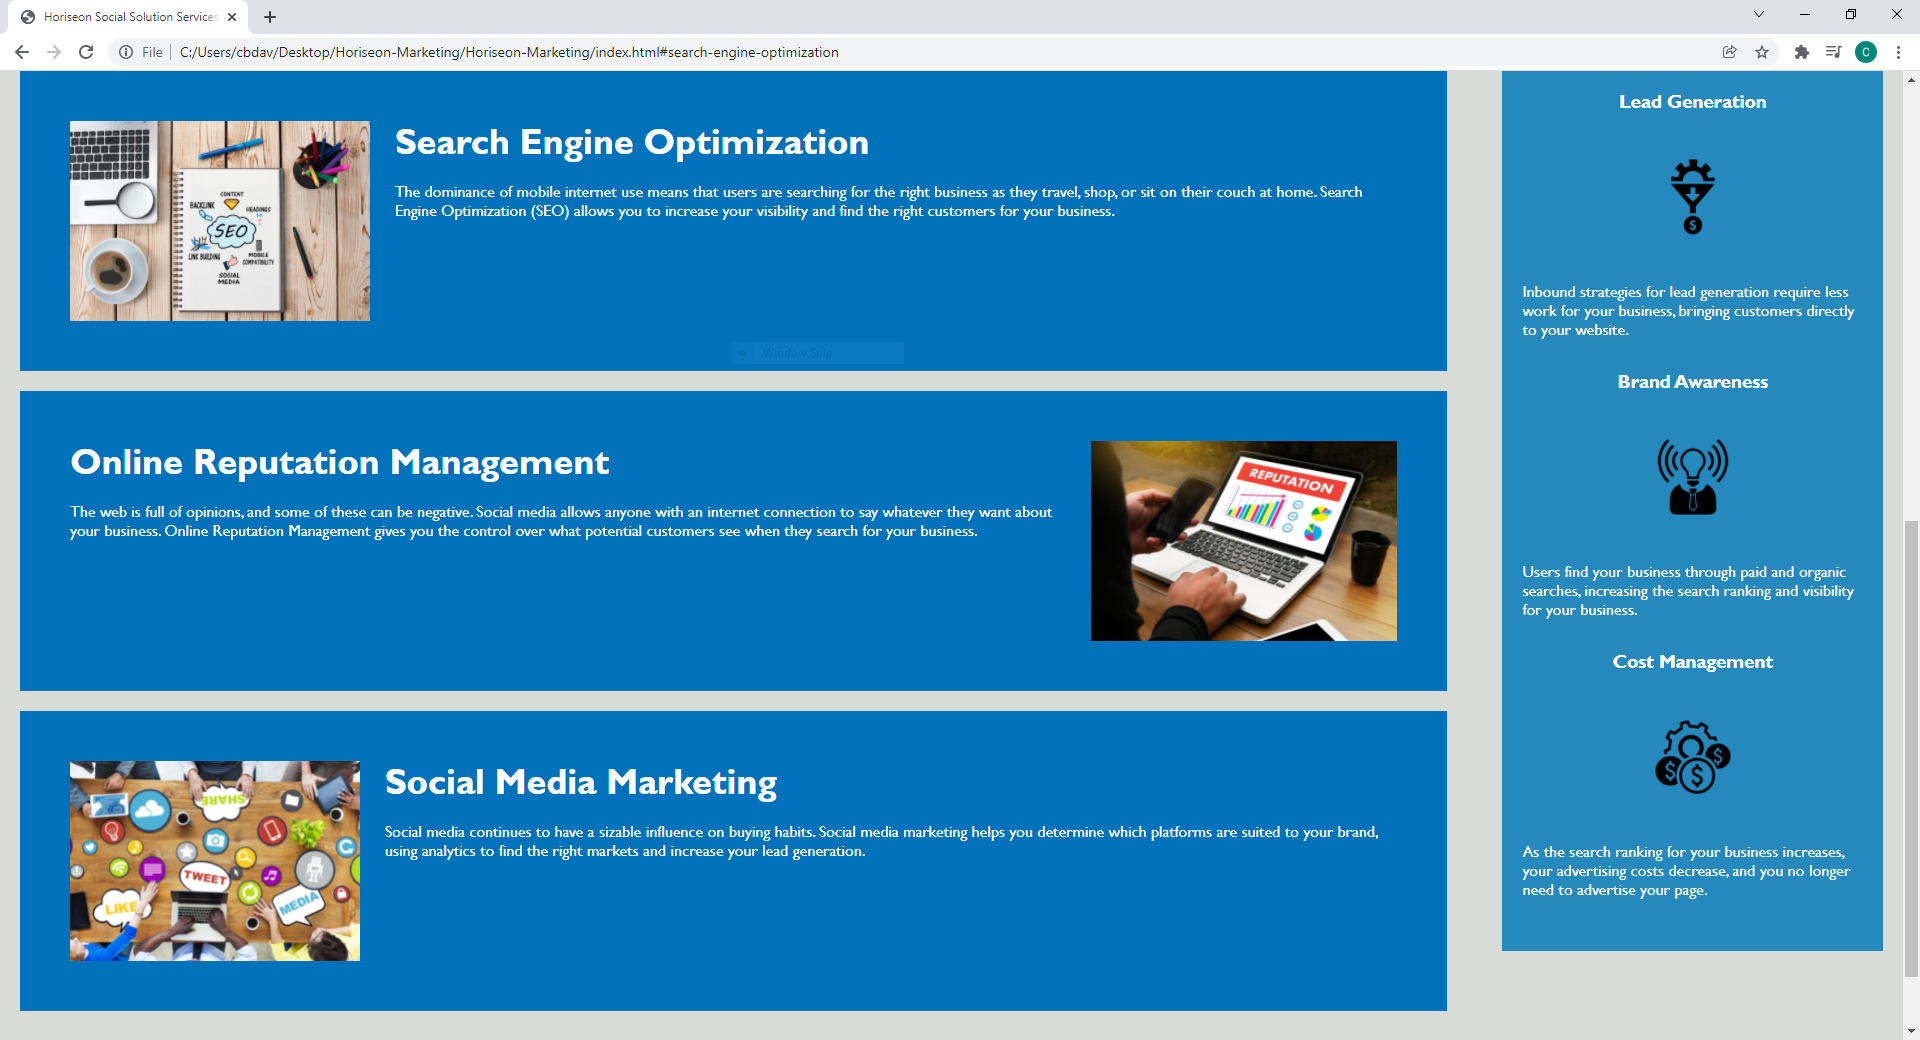 Horiseon Social Solution Services
File
C:/Users/cbdav/Desktop/Horiseon-Marketing/Horiseon-Marketing/index.html#search-engine-optimization
C
CONTENT
BACKLINK
HEADINGS
SEO
LINK BUILDING
MOBILE
COMPATIBILITY
SOCIAL
MEDIA
Search Engine Optimization
The dominance of mobile internet use means that users are searching for the right business as they travel, shop, or sit on their couch at home. Search
Engine Optimization (SEO) allows you to increase your visibility and find the right customers for your business.
Window Snip
Online Reputation Management
The web is full of opinions, and some of these can be negative. Social media allows anyone with an internet connection to say whatever they want about
your business. Online Reputation Management gives you the control over what potential customers see when they search for your business.
REPUTATION
SHARE
TWEET
LIKE
MEDIA
Social Media Marketing
Social media continues to have a sizable influence on buying habits. Social media marketing helps you determine which platforms are suited to your brand,
using analytics to find the right markets and increase your lead generation.
Lead Generation
$
Inbound strategies for lead generation require less
work for your business, bringing customers directly
to your website.
Brand Awareness
Users find your business through paid and organic
searches, increasing the search ranking and visibility
for your business.
Cost Management
$ $ $
As the search ranking for your business increases,
your advertising costs decrease, and you no longer
need to advertise your page.